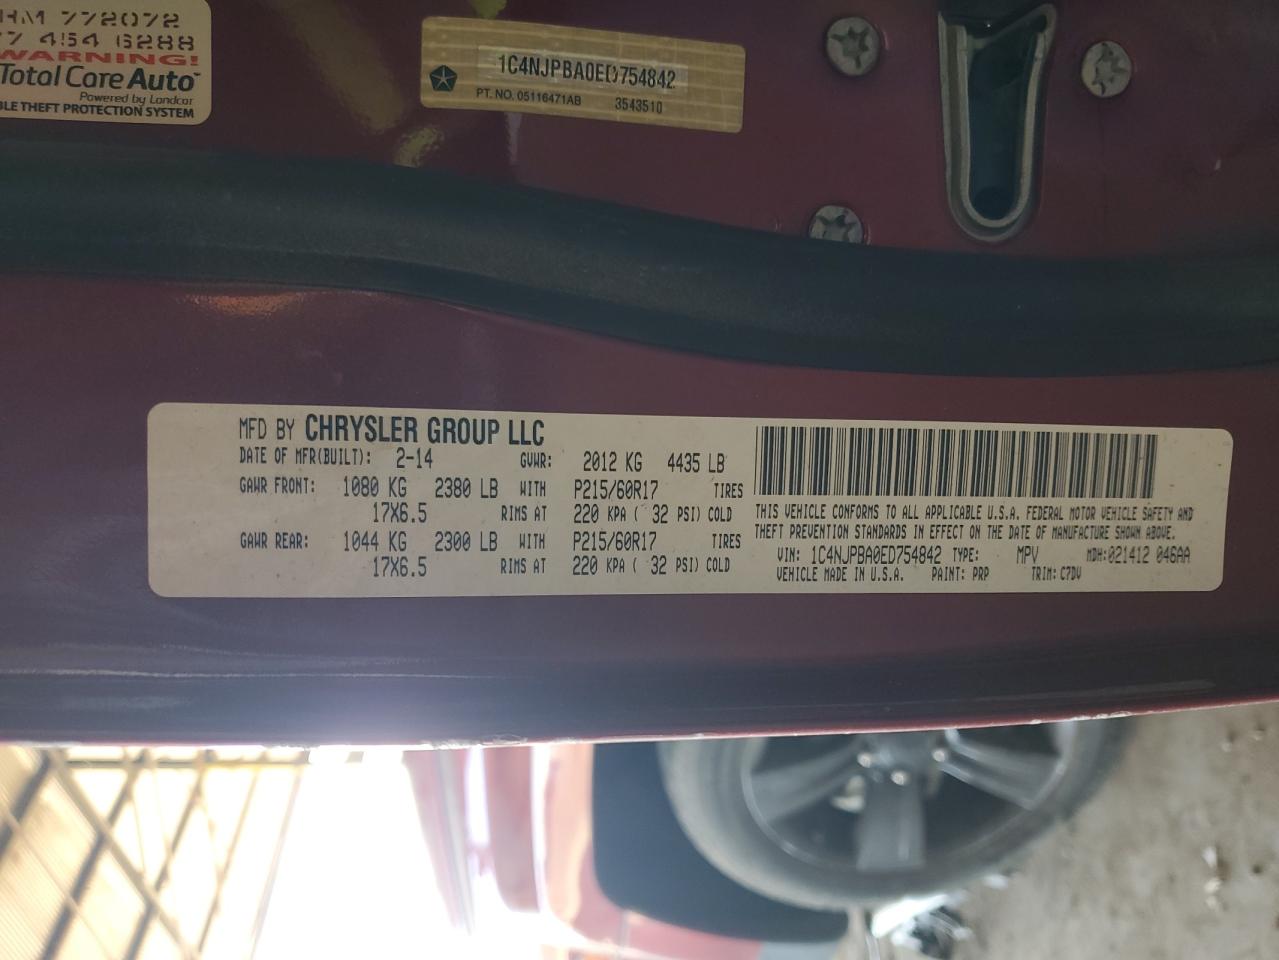 HM 772072
77 454 6288
WARNING!
Total Care Auto™
Powered by Landcar
BLE THEFT PROTECTION SYSTEM
1C4NJPBA0ED754842
PT. NO. 05116471AB 3543510
MFD BY CHRYSLER GROUP LLC
DATE OF MFR(BUILT): 2-14 GVWR: 2012 KG 4435 LB
GAWR FRONT: 1080 KG 2380 LB WITH P215/60R17 TIRES
17X6.5 RIMS AT 220 KPA ( 32 PSI) COLD
GAWR REAR: 1044 KG 2300 LB WITH P215/60R17 TIRES
17X6.5 RIMS AT 220 KPA ( 32 PSI) COLD
THIS VEHICLE CONFORMS TO ALL APPLICABLE U.S.A. FEDERAL MOTOR VEHICLE SAFETY AND
THEFT PREVENTION STANDARDS IN EFFECT ON THE DATE OF MANUFACTURE SHOWN ABOVE.
VIN: 1C4NJPBA0ED754842 TYPE: MPV MDH:021412 046AA
VEHICLE MADE IN U.S.A. PAINT: PRP TRIM: C7DV